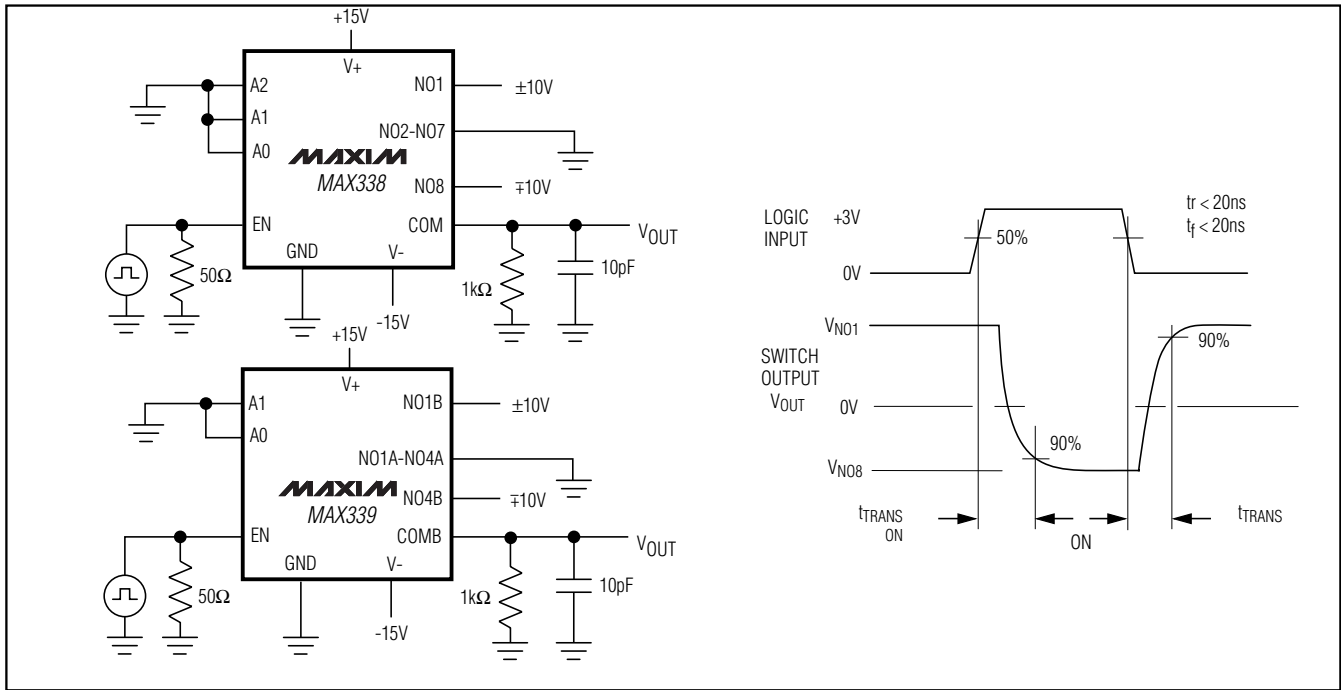 +15V
V+
A2
NO1
±10V
A1
NO2-NO7
A0
MAXIM
MAX338
NO8
∓10V
EN
COM
VOUT
GND
V-
50Ω
1kΩ
10pF
-15V
+15V
V+
A1
NO1B
±10V
A0
NO1A-NO4A
MAXIM
NO4B
∓10V
MAX339
EN
COMB
VOUT
GND
V-
50Ω
1kΩ
10pF
-15V
LOGIC INPUT
+3V
tr < 20ns
tf < 20ns
50%
0V
VNO1
90%
SWITCH OUTPUT VOUT
0V
90%
VNO8
tTRANS ON
ON
tTRANS